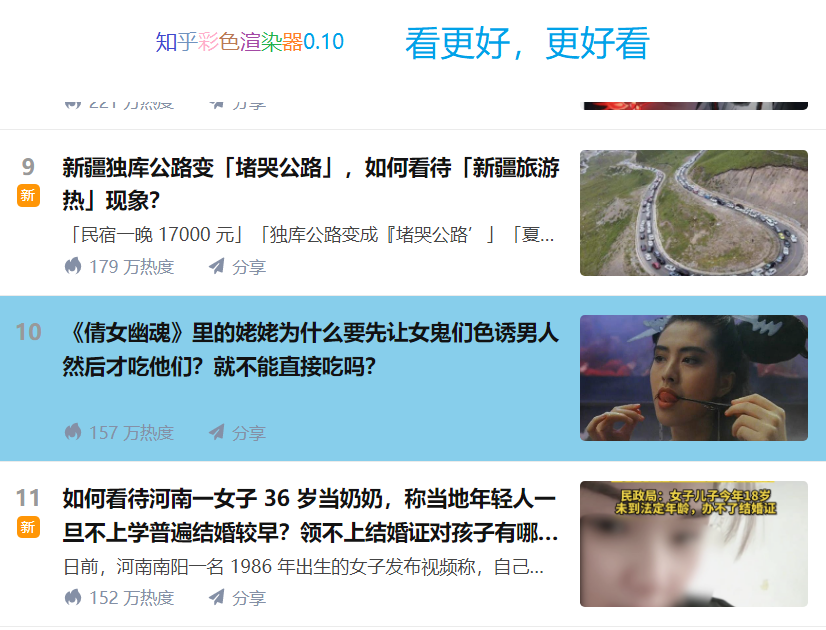 知乎彩色渲染器0.10
看更好，更好看
221 万热度 分享
9
新
新疆独库公路变「堵哭公路」，如何看待「新疆旅游
热」现象？
「民宿一晚 17000 元」「独库公路变成『堵哭公路’」「夏...
179 万热度 分享
10
《倩女幽魂》里的姥姥为什么要先让女鬼们色诱男人
然后才吃他们？就不能直接吃吗？
157 万热度 分享
11
新
如何看待河南一女子 36 岁当奶奶，称当地年轻人一
旦不上学普遍结婚较早？领不上结婚证对孩子有哪...
日前，河南南阳一名 1986 年出生的女子发布视频称，自己...
152 万热度 分享
民政局：女子儿子今年18岁
未到法定年龄，办不了结婚证